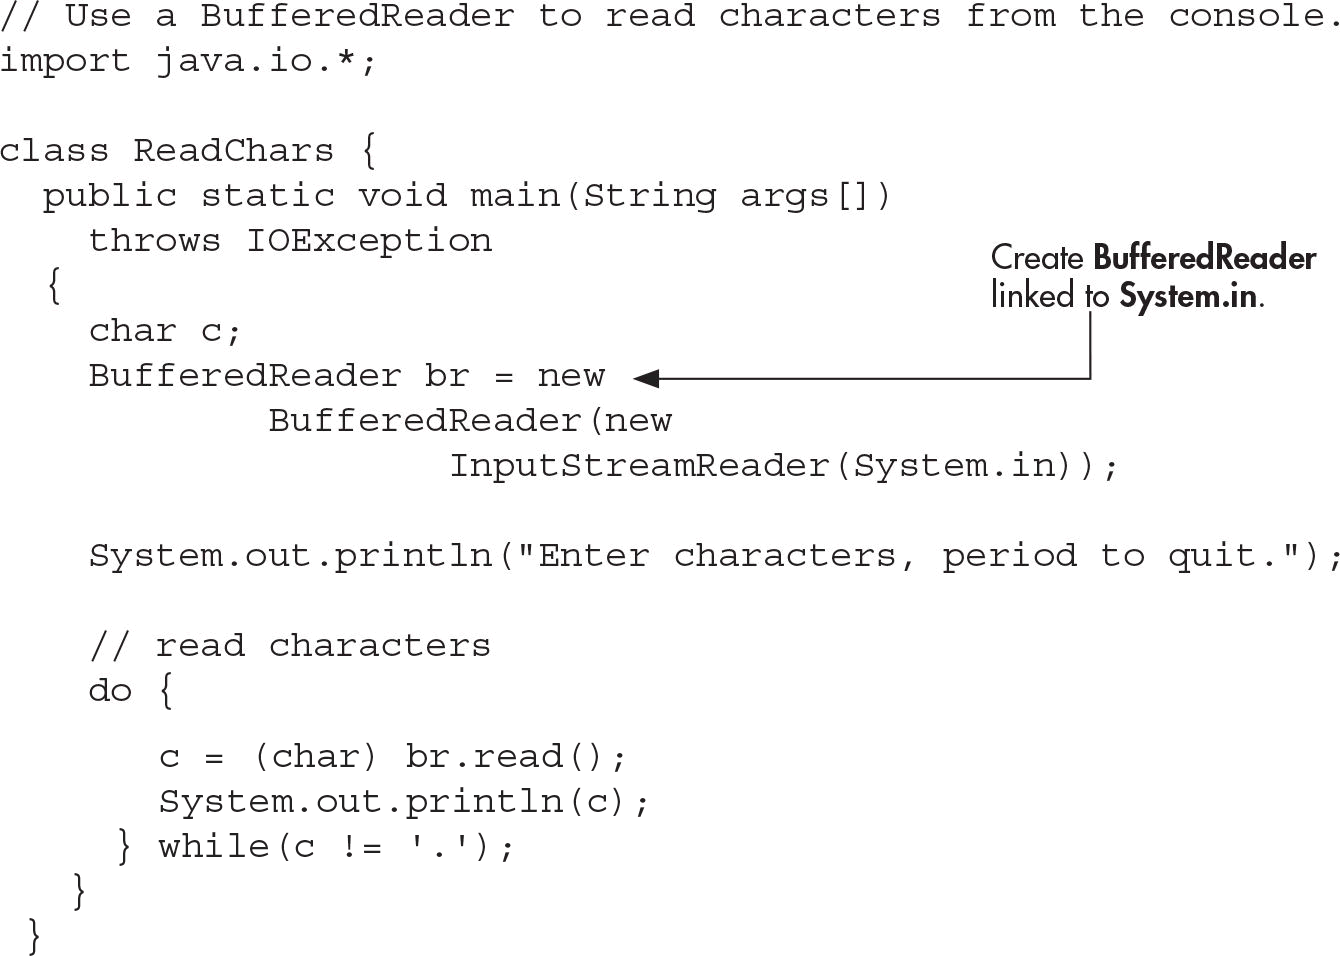 // Use a BufferedReader to read characters from the console.
import java.io.*;
class ReadChars {
public static void main(String args[])
throws IOException
{
char c;
BufferedReader br = new
BufferedReader(new
InputStreamReader(System.in));
Create BufferedReader
linked to System.in.
System.out.println("Enter characters, period to quit.");
// read characters
do {
c = (char) br.read();
System.out.println(c);
} while(c != '.');
}
}